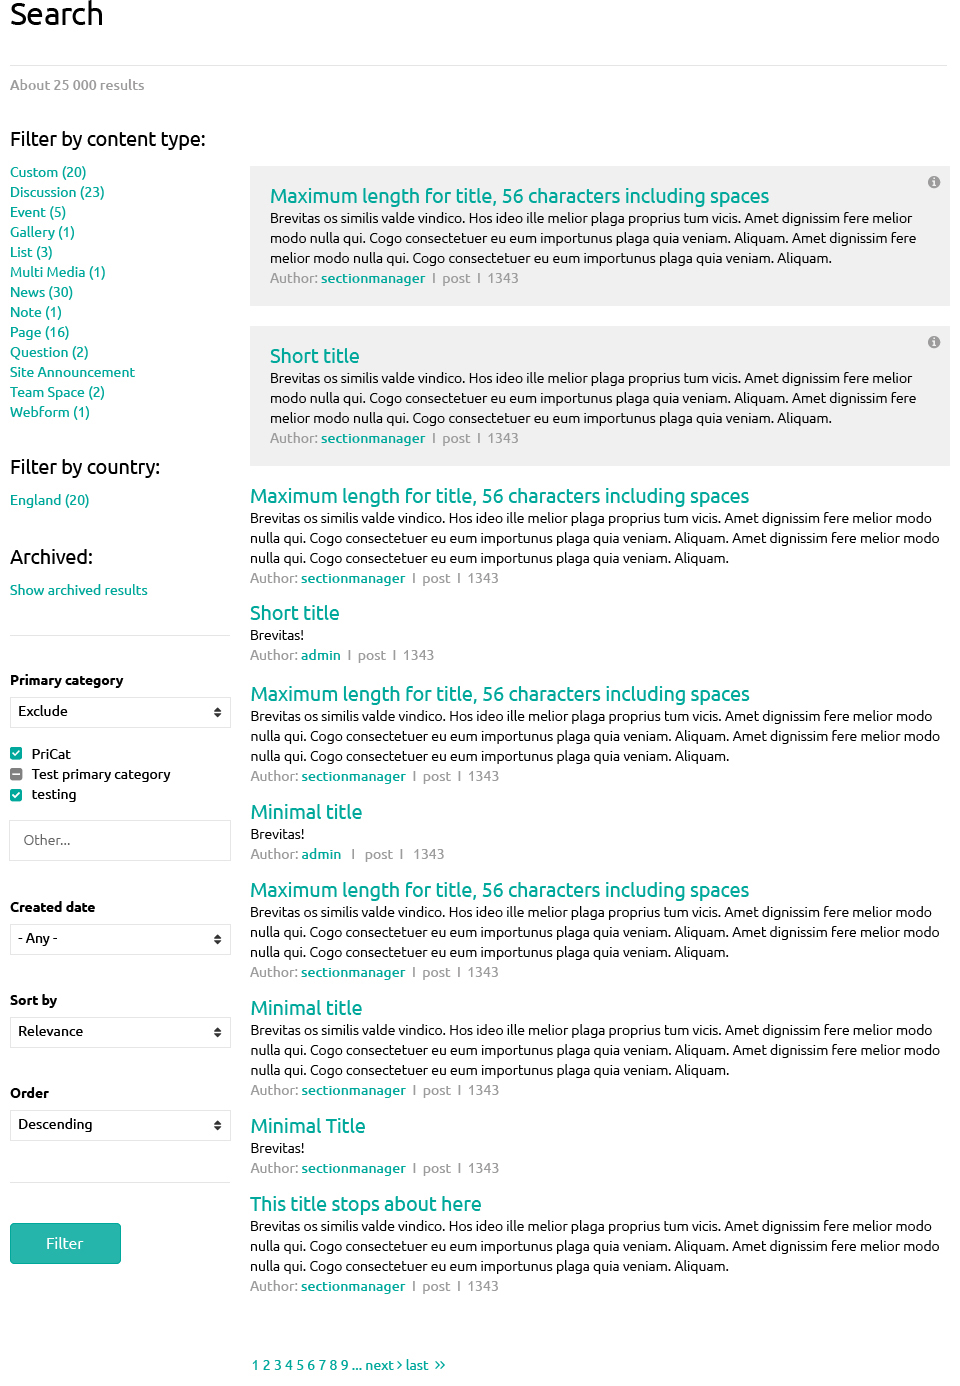 Search
About 25 000 results
Filter by content type:
Custom (20)
Discussion (23)
Event (5)
Gallery (1)
List (3)
Multi Media (1)
News (30)
Note (1)
Page (16)
Question (2)
Site Announcement
Team Space (2)
Webform (1)
Filter by country:
England (20)
Archived:
Show archived results
Primary category
Exclude
PriCat
Test primary category
testing
Other...
Created date
- Any -
Sort by
Relevance
Order
Descending
Filter
Maximum length for title, 56 characters including spaces
Brevitas os similis valde vindico. Hos ideo ille melior plaga proprius tum vicis. Amet dignissim fere melior
modo nulla qui. Cogo consectetuer eu eum importunus plaga quia veniam. Aliquam. Amet dignissim fere
melior modo nulla qui. Cogo consectetuer eu eum importunus plaga quia veniam. Aliquam.
Author: sectionmanager | post | 1343
Short title
Brevitas os similis valde vindico. Hos ideo ille melior plaga proprius tum vicis. Amet dignissim fere melior
modo nulla qui. Cogo consectetuer eu eum importunus plaga quia veniam. Aliquam. Amet dignissim fere
melior modo nulla qui. Cogo consectetuer eu eum importunus plaga quia veniam. Aliquam.
Author: sectionmanager | post | 1343
Maximum length for title, 56 characters including spaces
Brevitas os similis valde vindico. Hos ideo ille melior plaga proprius tum vicis. Amet dignissim fere melior modo
nulla qui. Cogo consectetuer eu eum importunus plaga quia veniam. Aliquam. Amet dignissim fere melior modo
nulla qui. Cogo consectetuer eu eum importunus plaga quia veniam. Aliquam.
Author: sectionmanager | post | 1343
Short title
Brevitas!
Author: admin | post | 1343
Maximum length for title, 56 characters including spaces
Brevitas os similis valde vindico. Hos ideo ille melior plaga proprius tum vicis. Amet dignissim fere melior modo
nulla qui. Cogo consectetuer eu eum importunus plaga quia veniam. Aliquam. Amet dignissim fere melior modo
nulla qui. Cogo consectetuer eu eum importunus plaga quia veniam. Aliquam.
Author: sectionmanager | post | 1343
Minimal title
Brevitas!
Author: admin | post | 1343
Maximum length for title, 56 characters including spaces
Brevitas os similis valde vindico. Hos ideo ille melior plaga proprius tum vicis. Amet dignissim fere melior modo
nulla qui. Cogo consectetuer eu eum importunus plaga quia veniam. Aliquam. Amet dignissim fere melior modo
nulla qui. Cogo consectetuer eu eum importunus plaga quia veniam. Aliquam.
Author: sectionmanager | post | 1343
Minimal title
Brevitas os similis valde vindico. Hos ideo ille melior plaga proprius tum vicis. Amet dignissim fere melior modo
nulla qui. Cogo consectetuer eu eum importunus plaga quia veniam. Aliquam. Amet dignissim fere melior modo
nulla qui. Cogo consectetuer eu eum importunus plaga quia veniam. Aliquam.
Author: sectionmanager | post | 1343
Minimal Title
Brevitas!
Author: sectionmanager | post | 1343
This title stops about here
Brevitas os similis valde vindico. Hos ideo ille melior plaga proprius tum vicis. Amet dignissim fere melior modo
nulla qui. Cogo consectetuer eu eum importunus plaga quia veniam. Aliquam. Amet dignissim fere melior modo
nulla qui. Cogo consectetuer eu eum importunus plaga quia veniam. Aliquam.
Author: sectionmanager | post | 1343
1 2 3 4 5 6 7 8 9 ... next > last >>